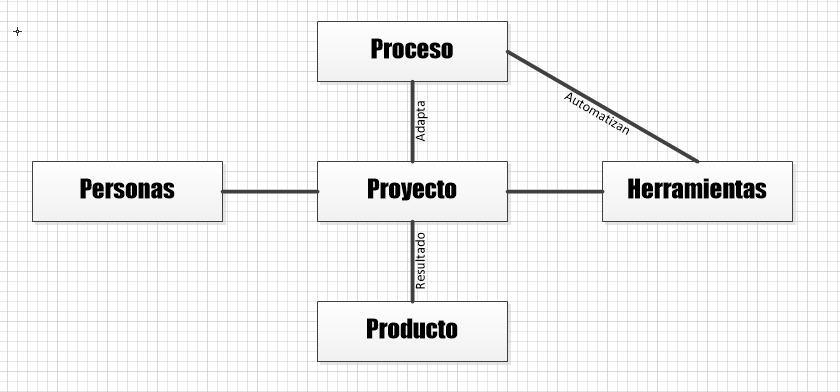 Proceso
Automatizan
Adapta
Personas
Proyecto
Herramientas
Resultado
Producto